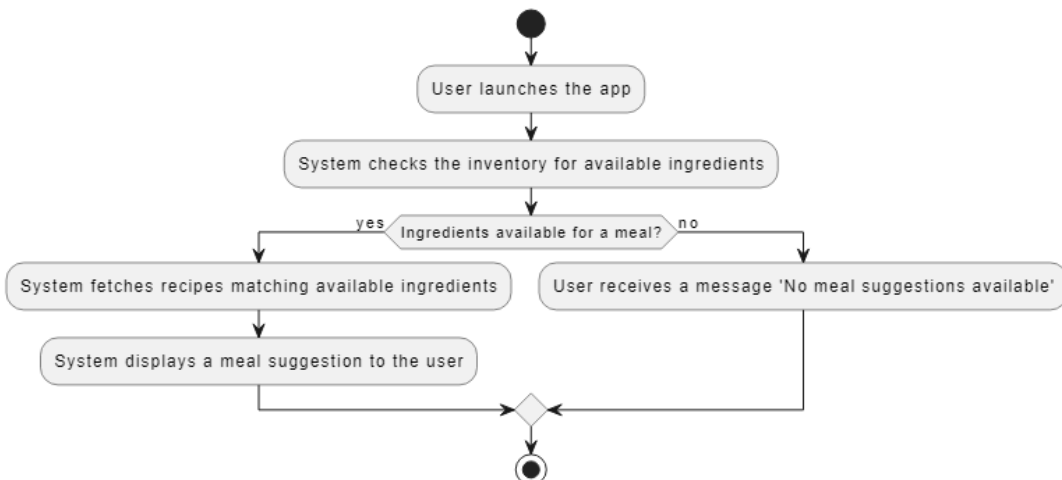 User launches the app
System checks the inventory for available ingredients
yes
Ingredients available for a meal?
no
System fetches recipes matching available ingredients
User receives a message 'No meal suggestions available'
System displays a meal suggestion to the user